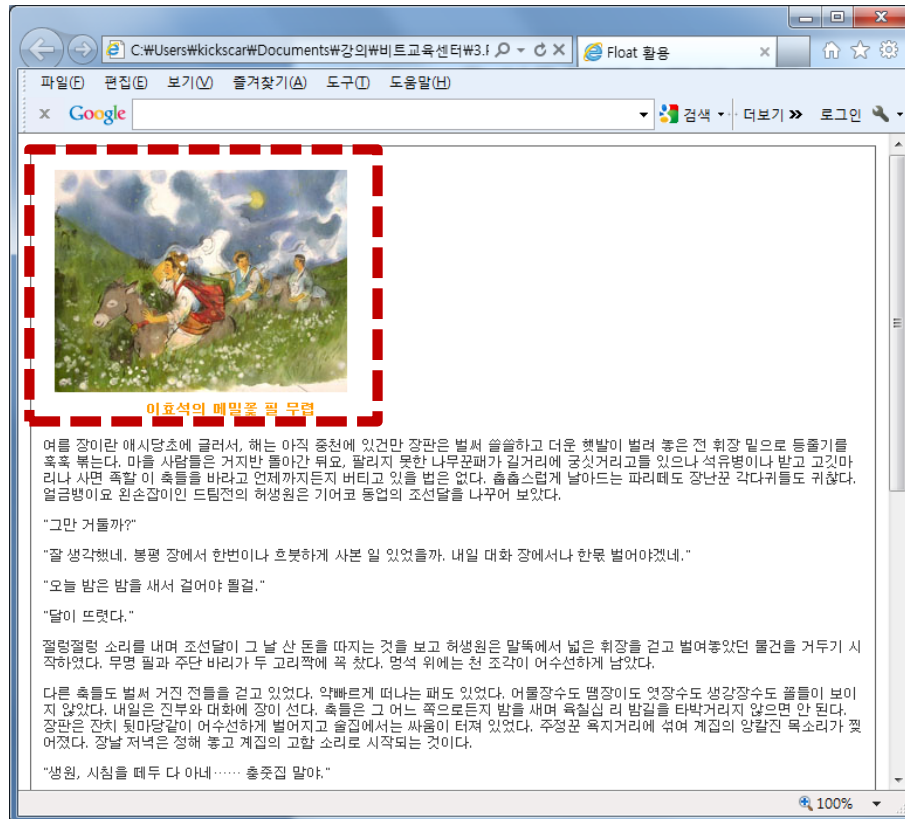 C:₩Users₩kickscar₩Documents₩강의₩비트교육센터₩3.F
Float 활용
파일(F) 편집(E) 보기(V) 즐겨찾기(A) 도구(T) 도움말(H)
x Google 검색 더보기 » 로그인
이효석의 메밀꽃 필 무렵
여름 장이란 애시당초에 글러서, 해는 아직 중천에 있건만 장판은 벌써 쓸쓸하고 더운 햇발이 벌려 놓은 전 휘장 밑으로 등줄기를
훅훅 볶는다. 마을 사람들은 거지반 돌아간 뒤요, 팔리지 못한 나무꾼패가 길거리에 궁싯거리고들 있으나 석유병이나 받고 고깃마
리나 사면 족할 이 축들을 바라고 언제까지든지 버티고 있을 법은 없다. 춥춥스럽게 날아드는 파리떼도 장난꾼 각다귀들도 귀찮다.
얼금뱅이요 왼손잡이인 드팀전의 허생원은 기어코 동업의 조선달을 나꾸어 보았다.
"그만 거둘까?"
"잘 생각했네. 봉평 장에서 한번이나 흐붓하게 사본 일 있었을까. 내일 대화 장에서나 한몫 벌어야겠네."
"오늘 밤은 밤을 새서 걸어야 될걸."
"달이 뜨렷다."
절렁절렁 소리를 내며 조선달이 그 날 산 돈을 따지는 것을 보고 허생원은 말뚝에서 넓은 휘장을 걷고 벌여놓았던 물건을 거두기 시
작하였다. 무명 필과 주단 바리가 두 고리짝에 꼭 찼다. 멍석 위에는 천 조각이 어수선하게 남았다.
다른 축들도 벌써 거진 전들을 걷고 있었다. 약빠르게 떠나는 패도 있었다. 어물장수도 땜장이도 엿장수도 생강장수도 꼴들이 보이
지 않았다. 내일은 진부와 대화에 장이 선다. 축들은 그 어느 쪽으로든지 밤을 새며 육칠십 리 밤길을 타박거리지 않으면 안 된다.
장판은 잔치 뒷마당같이 어수선하게 벌어지고 술집에서는 싸움이 터져 있었다. 주정꾼 욕지거리에 섞여 계집의 앙칼진 목소리가 찢
어졌다. 장날 저녁은 정해 놓고 계집의 고함 소리로 시작되는 것이다.
"생원, 시침을 떼두 다 아네…… 충줏집 말야."
100%